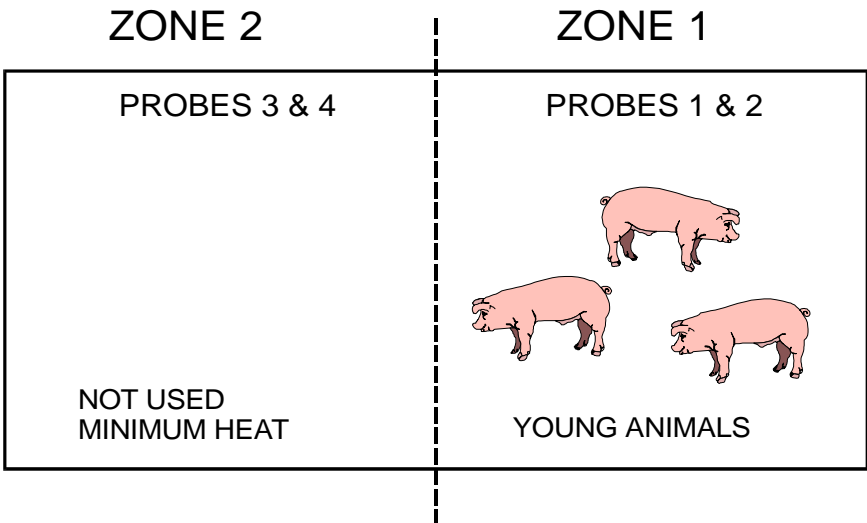 ZONE 2
ZONE 1
PROBES 3 & 4
PROBES 1 & 2
NOT USED
MINIMUM HEAT
YOUNG ANIMALS